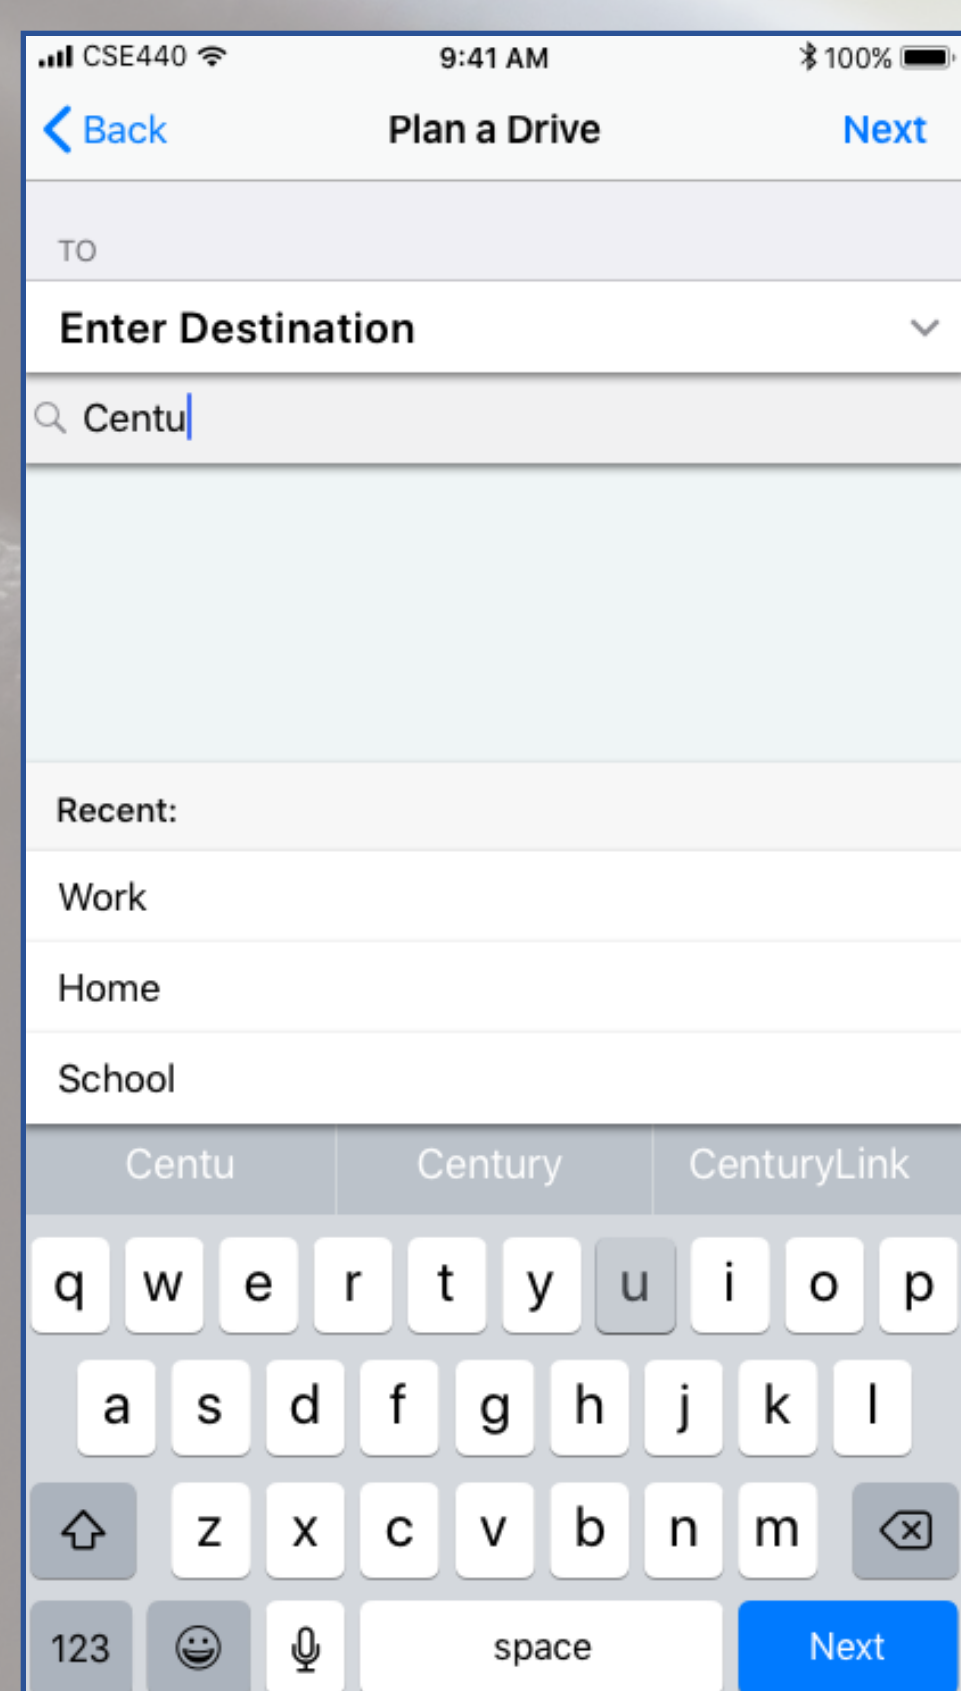 CSE440 9:41 AM 100%
Back Plan a Drive Next
TO
Enter Destination
Centu
Recent:
Work
Home
School
Centu Century CenturyLink
q w e r t y u i o p
a s d f g h j k l
z x c v b n m
123 space Next